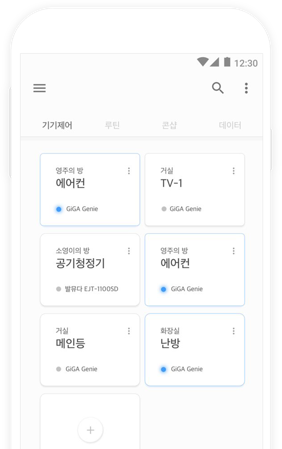 12:30
기기제어 루틴 콘샵 데이터
영주의 방
에어컨
GiGA Genie
거실
TV-1
GiGA Genie
소영이의 방
공기청정기
발뮤다 EJT-1100SD
영주의 방
에어컨
GiGA Genie
거실
메인등
GiGA Genie
화장실
난방
GiGA Genie